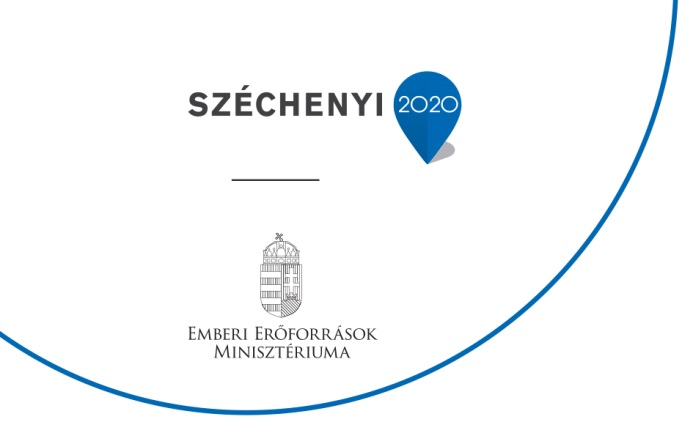 SZÉCHENYI 2020
EMBERI ERŐFORRÁSOK
MINISZTÉRIUMA